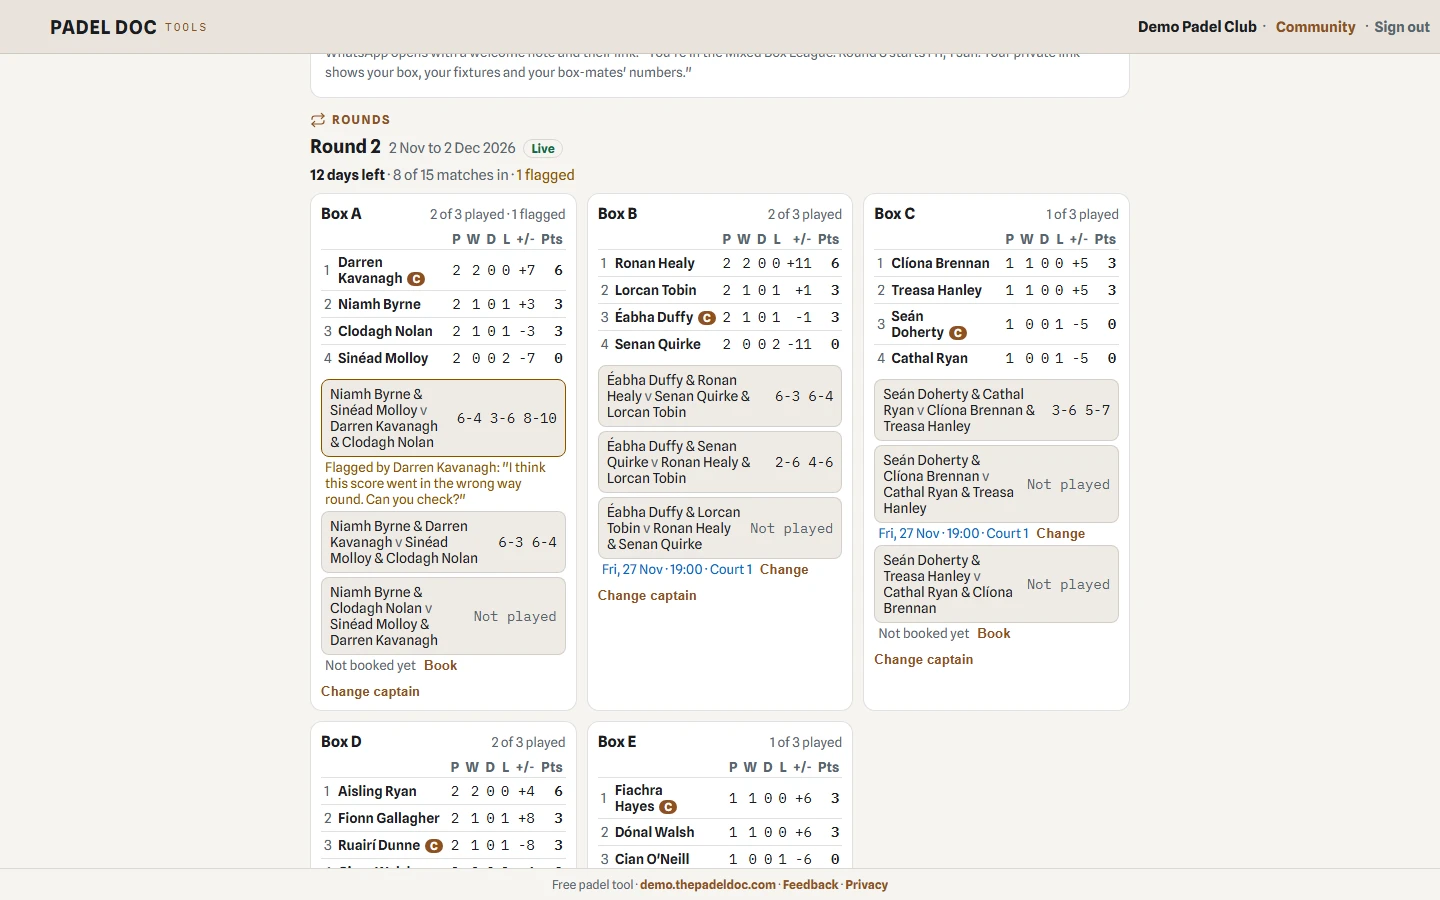 PADEL DOC TOOLS
Demo Padel Club · Community · Sign out
shows your box, your fixtures and your box-mates' numbers."
ROUNDS
Round 2 2 Nov to 2 Dec 2026 Live
12 days left · 8 of 15 matches in · 1 flagged
Box A 2 of 3 played · 1 flagged
P W D L +/- Pts
1 Darren
Kavanagh C 2 2 0 0 +7 6
2 Niamh Byrne 2 1 0 1 +3 3
3 Clodagh Nolan 2 1 0 1 -3 3
4 Sinéad Molloy 2 0 0 2 -7 0
Niamh Byrne &
Sinéad Molloy v
Darren Kavanagh
& Clodagh Nolan
6-4 3-6 8-10
Flagged by Darren Kavanagh: "I think
this score went in the wrong way
round. Can you check?"
Niamh Byrne & Darren
Kavanagh v Sinéad
Molloy & Clodagh Nolan
6-3 6-4
Niamh Byrne &
Clodagh Nolan v
Sinéad Molloy &
Darren Kavanagh
Not played
Not booked yet Book
Change captain
Box B 2 of 3 played
P W D L +/- Pts
1 Ronan Healy 2 2 0 0 +11 6
2 Lorcan Tobin 2 1 0 1 +1 3
3 Éabha Duffy C 2 1 0 1 -1 3
4 Senan Quirke 2 0 0 2 -11 0
Éabha Duffy & Ronan
Healy v Senan Quirke &
Lorcan Tobin
6-3 6-4
Éabha Duffy & Senan
Quirke v Ronan Healy &
Lorcan Tobin
2-6 4-6
Éabha Duffy & Lorcan
Tobin v Ronan Healy
& Senan Quirke
Not played
Fri, 27 Nov · 19:00 · Court 1 Change
Change captain
Box C 1 of 3 played
P W D L +/- Pts
1 Clíona Brennan 1 1 0 0 +5 3
2 Treasa Hanley 1 1 0 0 +5 3
3 Seán
Doherty C 1 0 0 1 -5 0
4 Cathal Ryan 1 0 0 1 -5 0
Seán Doherty & Cathal
Ryan v Clíona Brennan &
Treasa Hanley
3-6 5-7
Seán Doherty &
Clíona Brennan v
Cathal Ryan & Treasa
Hanley
Not played
Fri, 27 Nov · 19:00 · Court 1 Change
Seán Doherty &
Treasa Hanley v
Cathal Ryan & Clíona
Brennan
Not played
Not booked yet Book
Change captain
Box D 2 of 3 played
P W D L +/- Pts
1 Aisling Ryan 2 2 0 0 +4 6
2 Fionn Gallagher 2 1 0 1 +8 3
3 Ruairí Dunne C 2 1 0 1 -8 3
Box E 1 of 3 played
P W D L +/- Pts
1 Fiachra
Hayes C 1 1 0 0 +6 3
2 Dónal Walsh 1 1 0 0 +6 3
3 Cian O'Neill 1 0 0 1 -6 0
Free padel tool · demo.thepadeldoc.com · Feedback · Privacy